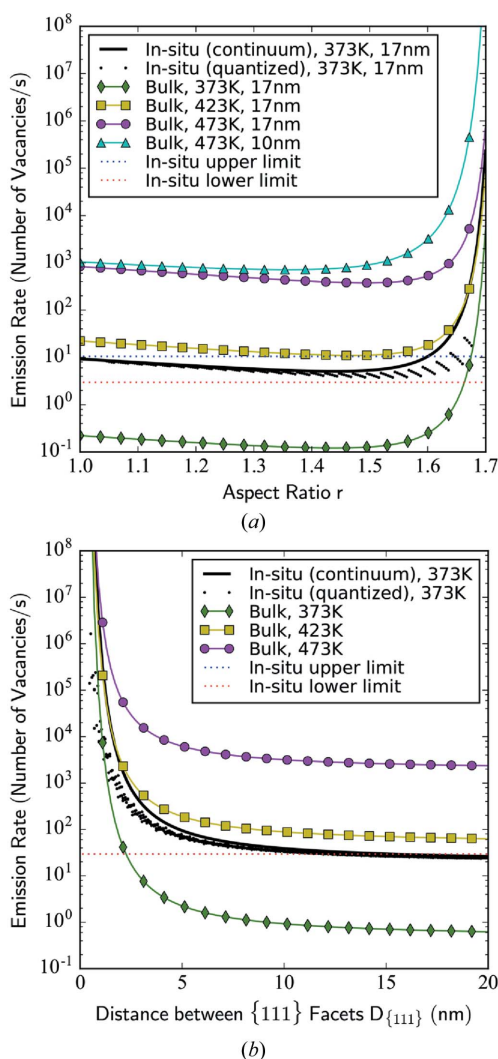 10^8
10^7
10^6
10^5
10^4
10^3
10^2
10^1
10^0
10^-1
Emission Rate (Number of Vacancies/s)
In-situ (continuum), 373K, 17nm
In-situ (quantized), 373K, 17nm
Bulk, 373K, 17nm
Bulk, 423K, 17nm
Bulk, 473K, 17nm
Bulk, 473K, 10nm
In-situ upper limit
In-situ lower limit
1.0 1.1 1.2 1.3 1.4 1.5 1.6 1.7
Aspect Ratio r
(a)
10^8
10^7
10^6
10^5
10^4
10^3
10^2
10^1
10^0
10^-1
Emission Rate (Number of Vacancies/s)
In-situ (continuum), 373K
In-situ (quantized), 373K
Bulk, 373K
Bulk, 423K
Bulk, 473K
In-situ upper limit
In-situ lower limit
0 5 10 15 20
Distance between {111} Facets D_{111} (nm)
(b)